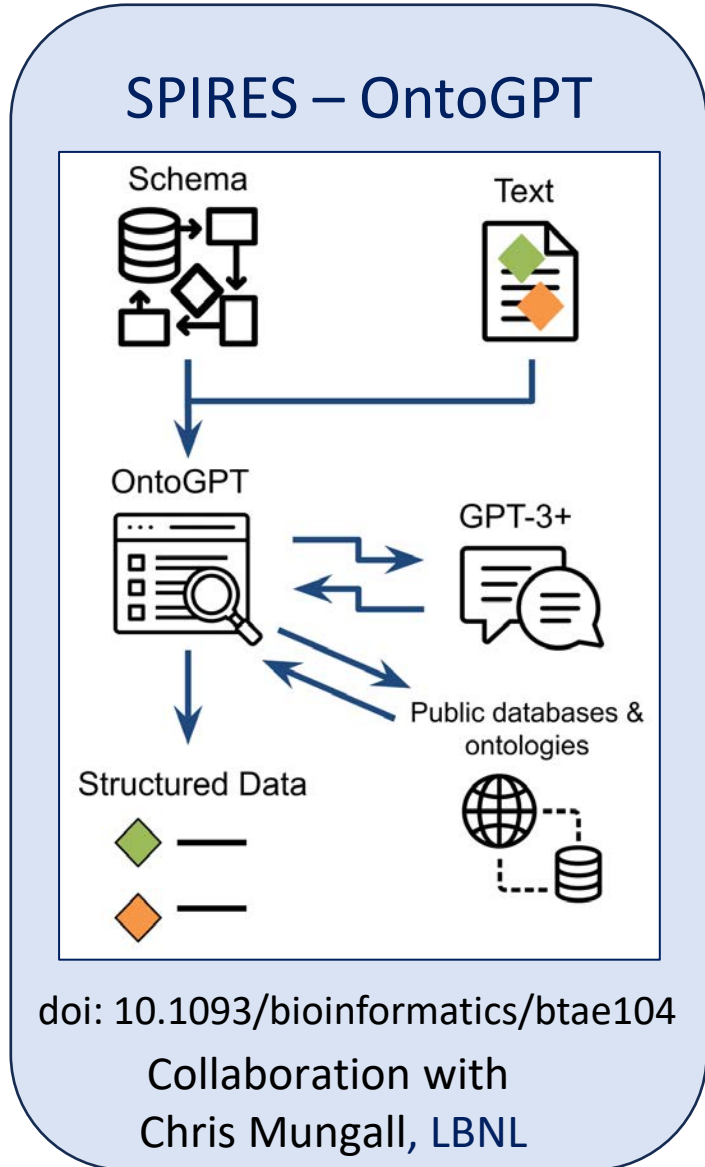 SPIRES – OntoGPT
Schema
Text
OntoGPT
GPT-3+
Public databases &
ontologies
Structured Data
doi: 10.1093/bioinformatics/btae104
Collaboration with
Chris Mungall, LBNL